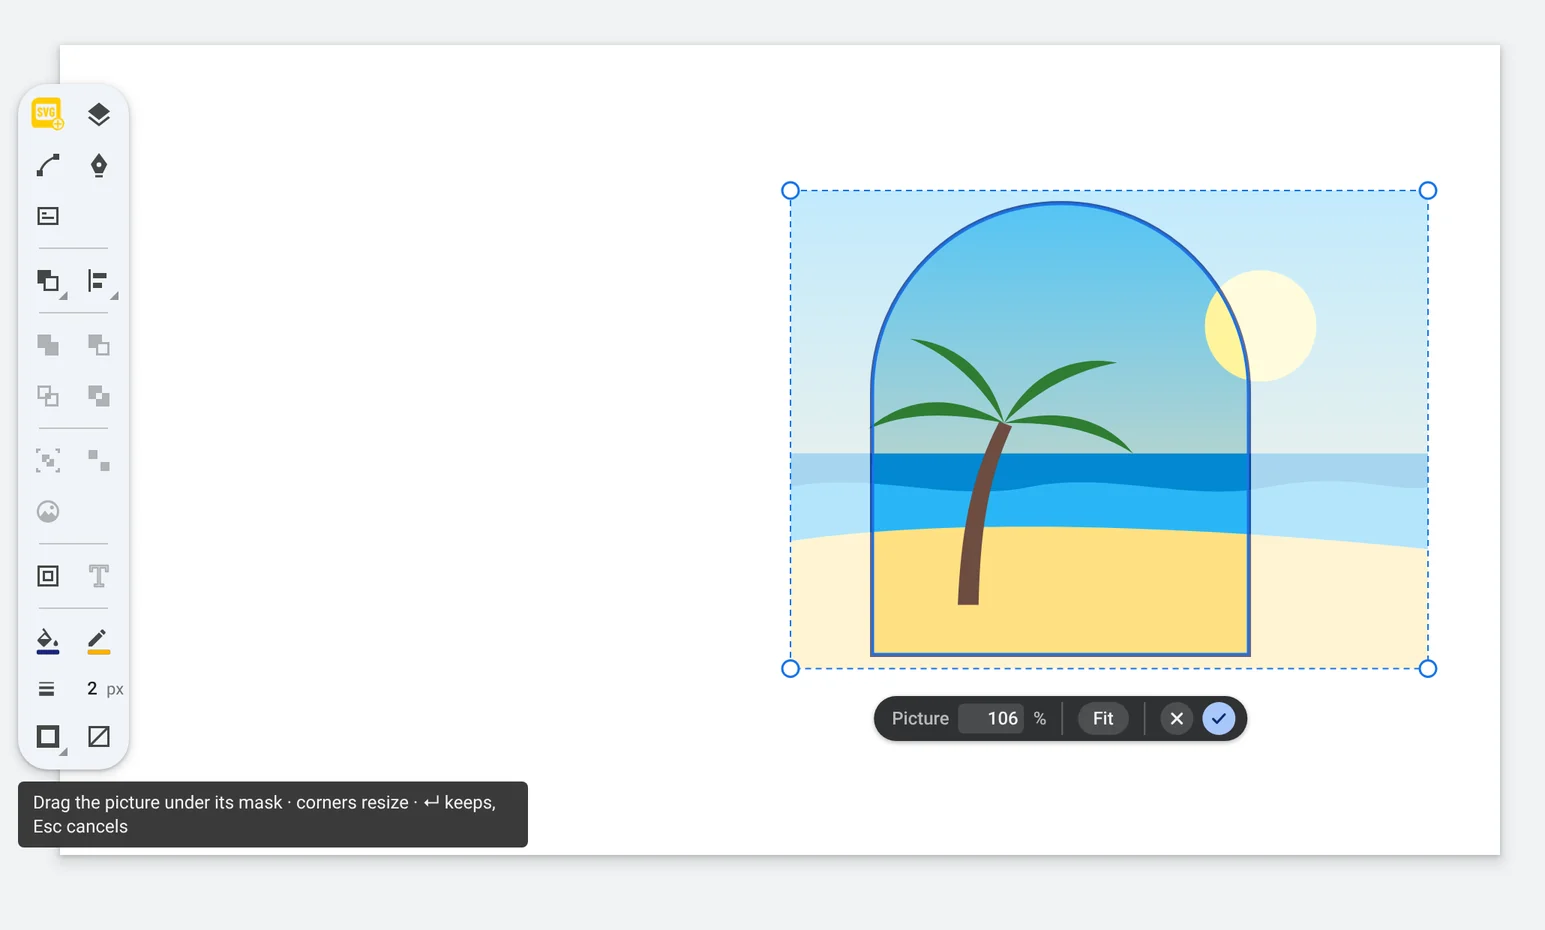 SVG
2 px
Picture 106 % Fit
Drag the picture under its mask · corners resize · ↵ keeps,
Esc cancels